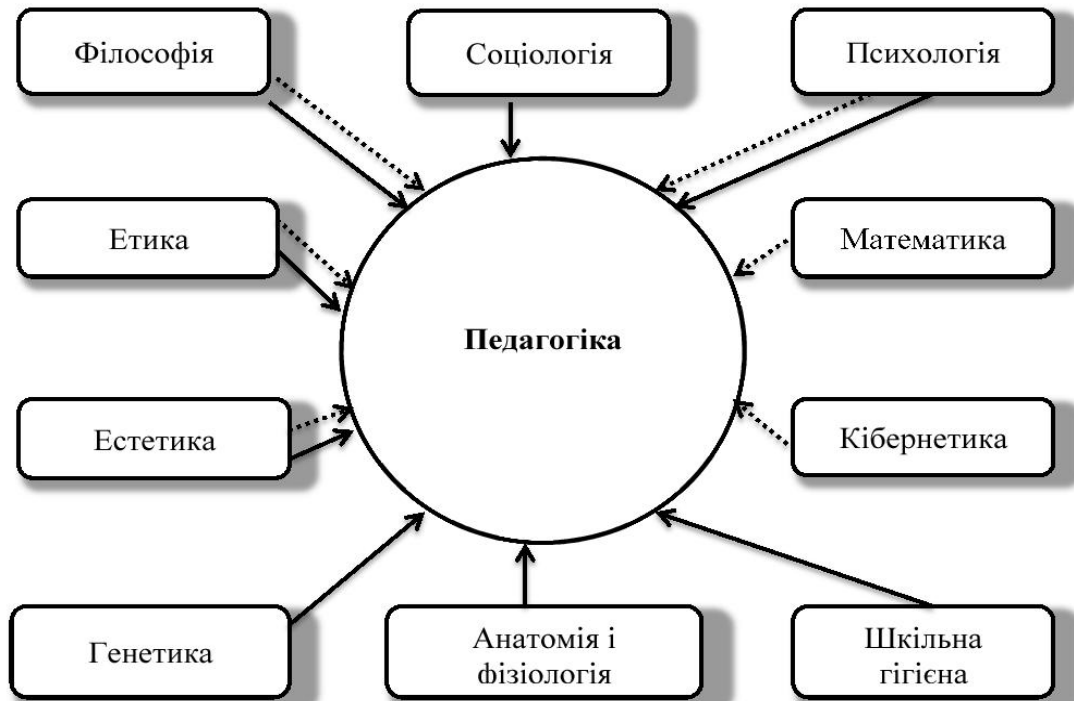 Філософія
Соціологія
Психологія
Етика
Математика
Педагогіка
Естетика
Кібернетика
Генетика
Анатомія і
фізіологія
Шкільна
гігієна